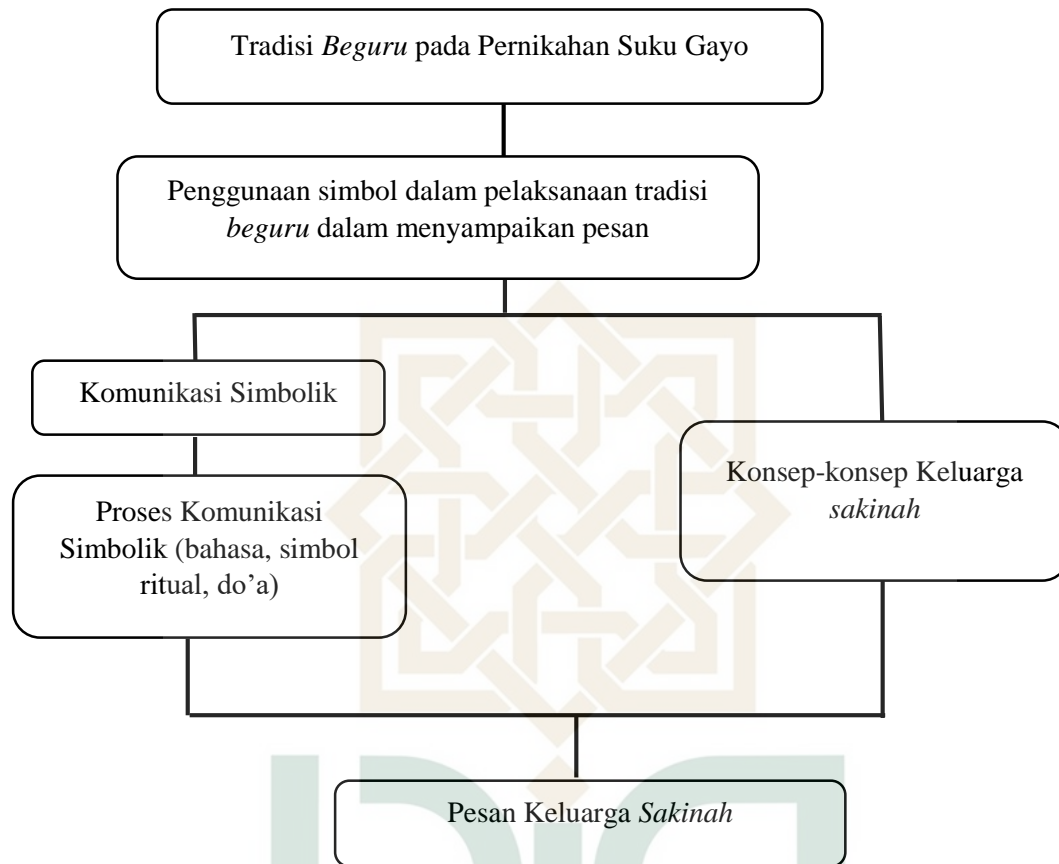 Tradisi Beguru pada Pernikahan Suku Gayo
Penggunaan simbol dalam pelaksanaan tradisi
beguru dalam menyampaikan pesan
Komunikasi Simbolik
Proses Komunikasi
Simbolik (bahasa, simbol
ritual, do’a)
Konsep-konsep Keluarga
sakinah
Pesan Keluarga Sakinah